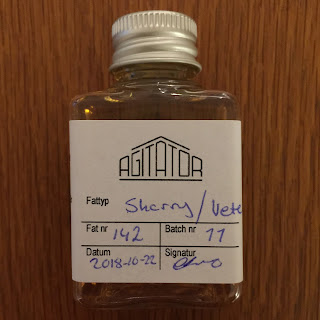 AGITATOR
Fattyp Sherry/Vete
Fat nr 142 Batch nr 11
Datum Signatur
2018-10-22